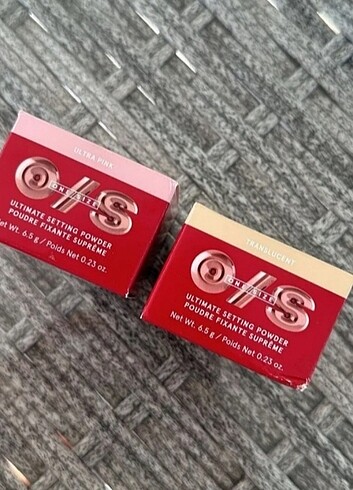 ULTRA PINK
O/S
ONE/SIZE
ULTIMATE SETTING POWDER
POUDRE FIXANTE SUPRÊME
et Wt. 6.5 g / Poids Net 0.23 oz.
TRANSLUCENT
O/S
ONE/SIZE
ULTIMATE SETTING POWDER
POUDRE FIXANTE SUPRÊME
Net Wt. 6.5 g / Poids Net 0.23 oz.